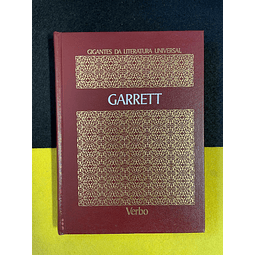 GIGANTES DA LITERATURA UNIVERSAL
GARRETT
Verbo